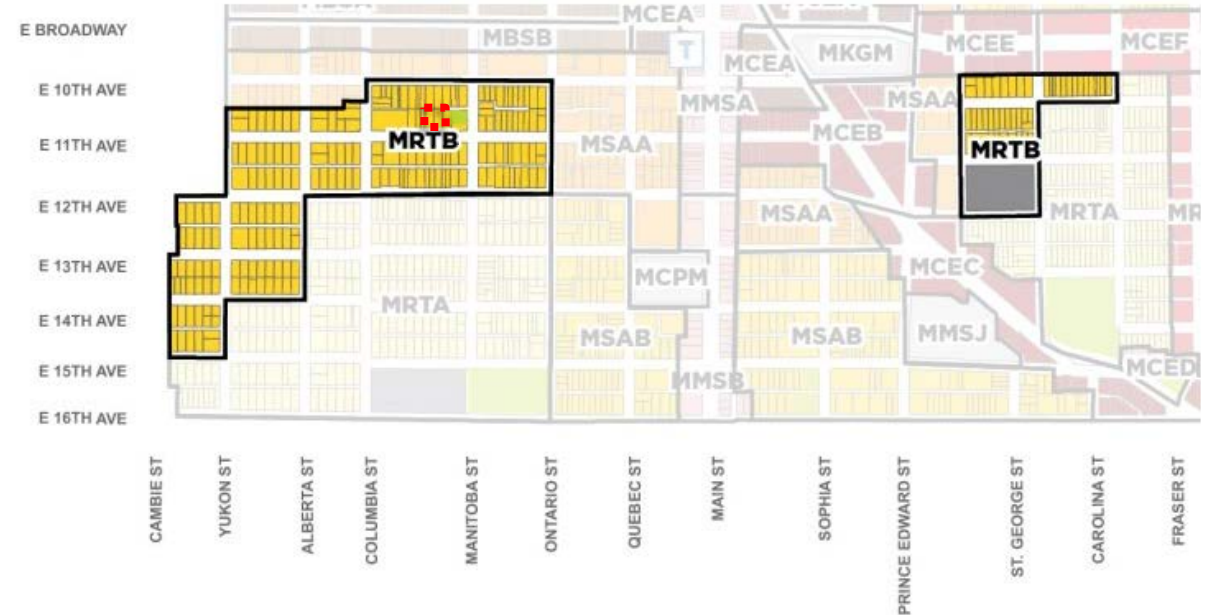 MCEA
E BROADWAY
MBSB
T
MCEA
MKGM
MCEE
MCEF
E 10TH AVE
MMSA
MSAA
MCEB
E 11TH AVE
MRTB
MSAA
MRTB
E 12TH AVE
MSAA
MRTA
MR
E 13TH AVE
MCPM
MCEC
MRTA
E 14TH AVE
MSAB
MSAB
MMSJ
E 15TH AVE
MMSB
MCED
E 16TH AVE
CAMBIE ST
YUKON ST
ALBERTA ST
COLUMBIA ST
MANITOBA ST
ONTARIO ST
QUEBEC ST
MAIN ST
SOPHIA ST
PRINCE EDWARD ST
ST. GEORGE ST
CAROLINA ST
FRASER ST